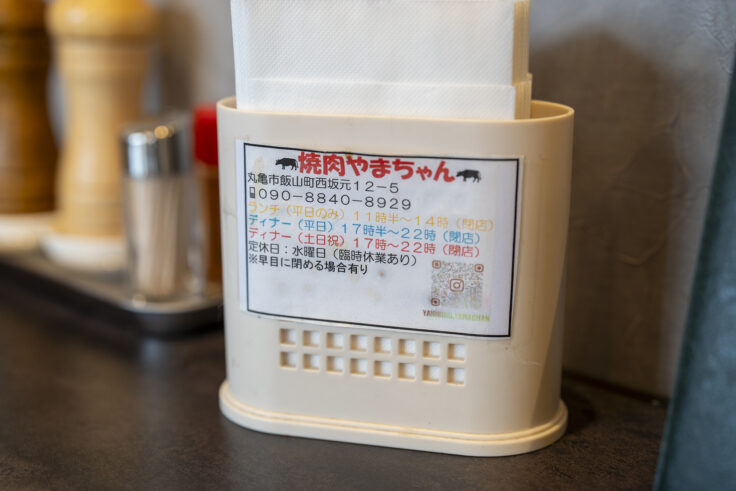 焼肉やまちゃん
丸亀市飯山町西坂元12-5
090-8840-8929
ランチ（平日のみ）11時半～14時（閉店）
ディナー（平日）17時半～22時（閉店）
ディナー（土日祝）17時～22時（閉店）
定休日：水曜日（臨時休業あり）
※早目に閉める場合有り